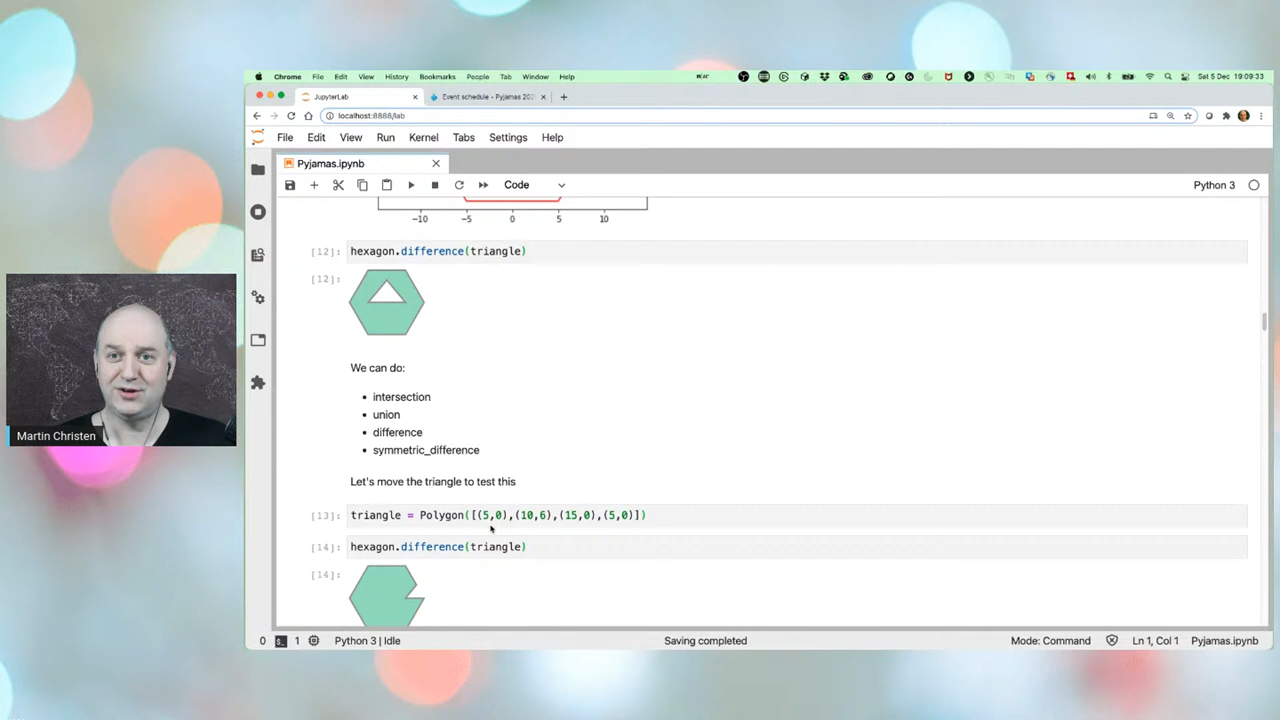 Chrome File Edit View History Bookmarks People Tab Window Help Sat 5 Dec 19:09:33
JupyterLab Event schedule - Pyjamas 202
localhost:8888/lab
File Edit View Run Kernel Tabs Settings Help
Pyjamas.ipynb
Code Python 3
−10 −5 0 5 10
[12]: hexagon.difference(triangle)
[12]:
We can do:
• intersection
• union
• difference
• symmetric_difference
Let's move the triangle to test this
[13]: triangle = Polygon([(5,0),(10,6),(15,0),(5,0)])
[14]: hexagon.difference(triangle)
[14]:
Martin Christen
0 1 Python 3 | Idle Saving completed Mode: Command Ln 1, Col 1 Pyjamas.ipynb